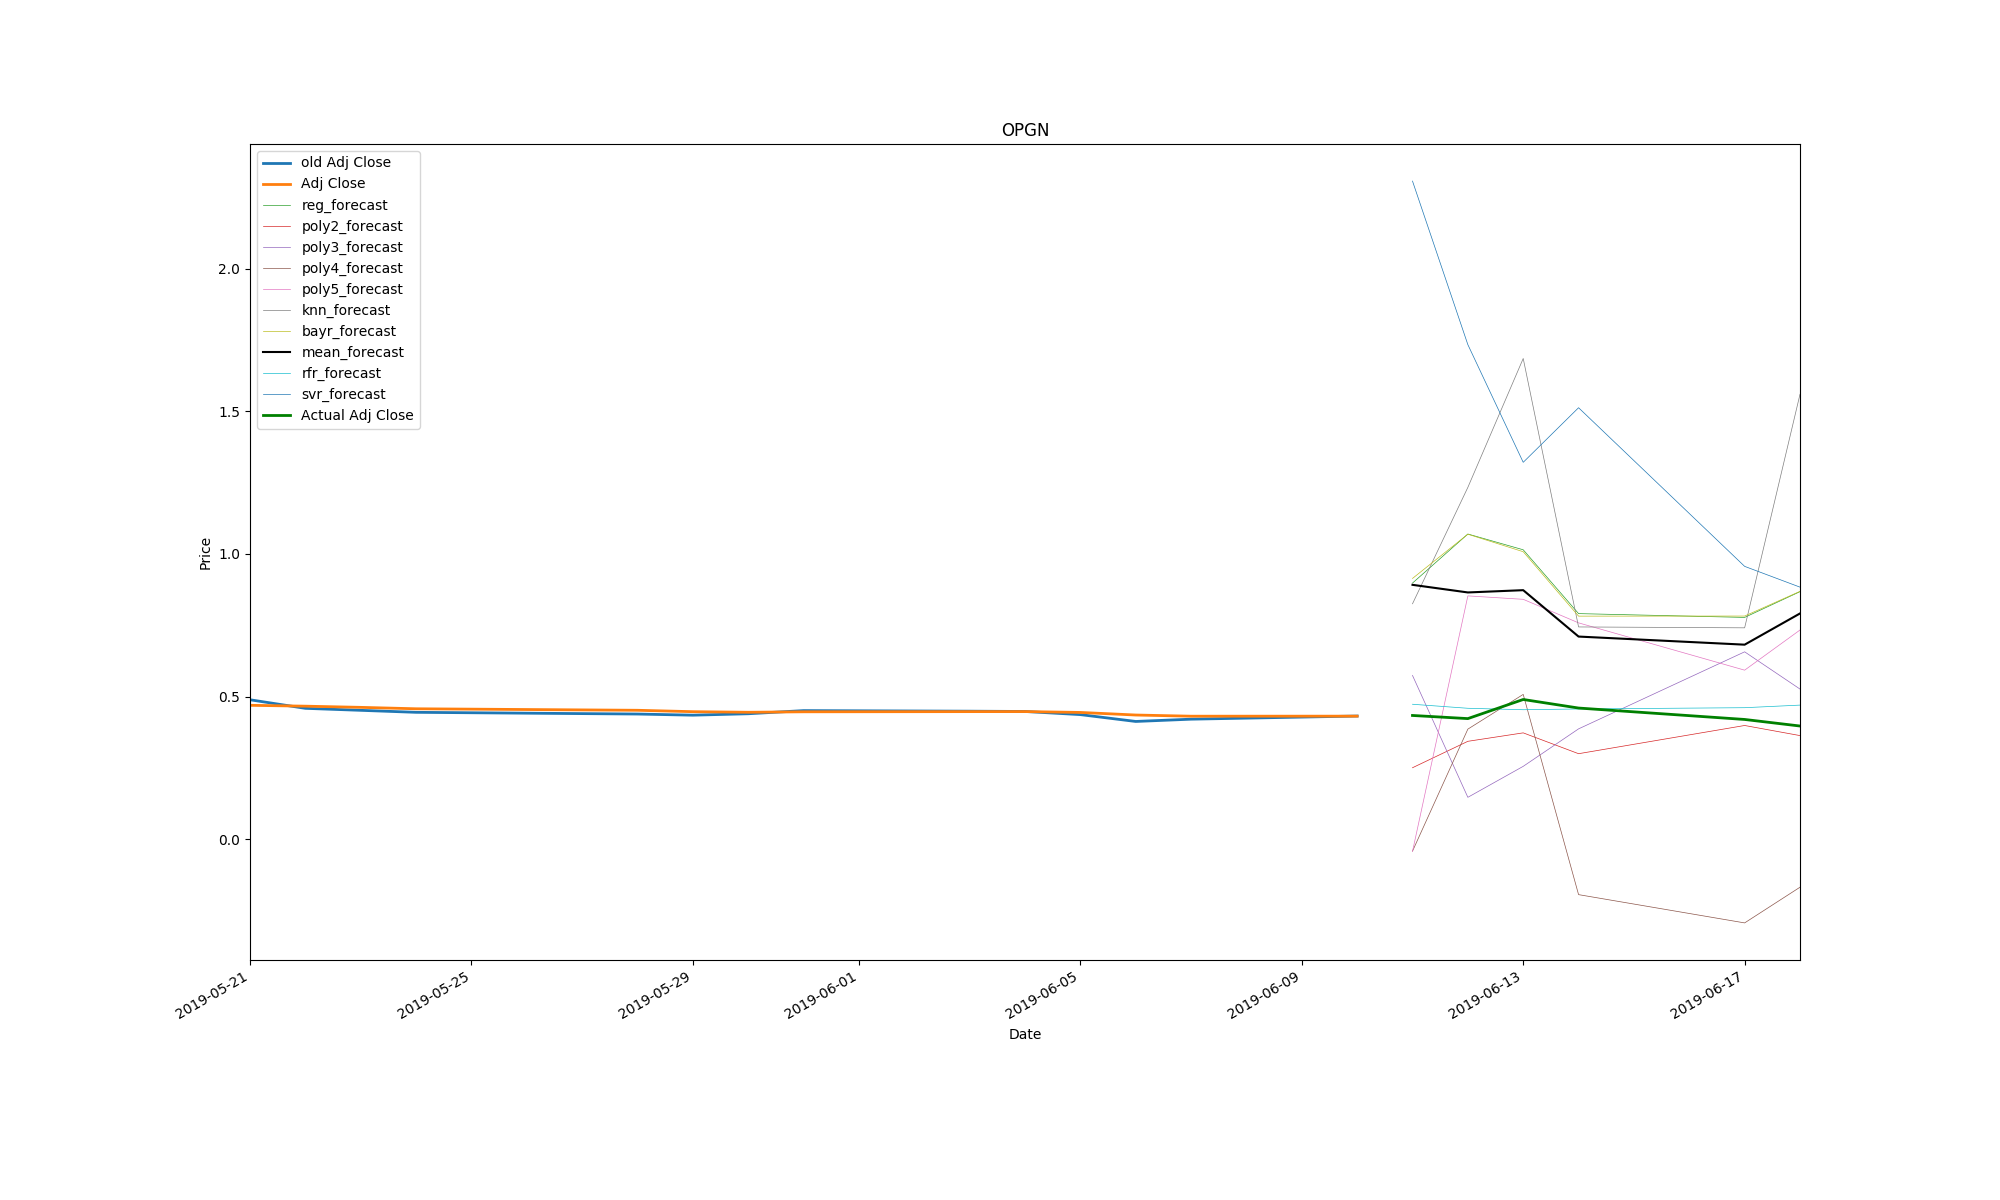 OPGN
old Adj Close
Adj Close
reg_forecast
poly2_forecast
poly3_forecast
poly4_forecast
poly5_forecast
knn_forecast
bayr_forecast
mean_forecast
rfr_forecast
svr_forecast
Actual Adj Close
2.0
1.5
1.0
0.5
0.0
Price
2019-05-21
2019-05-25
2019-05-29
2019-06-01
2019-06-05
2019-06-09
2019-06-13
2019-06-17
Date